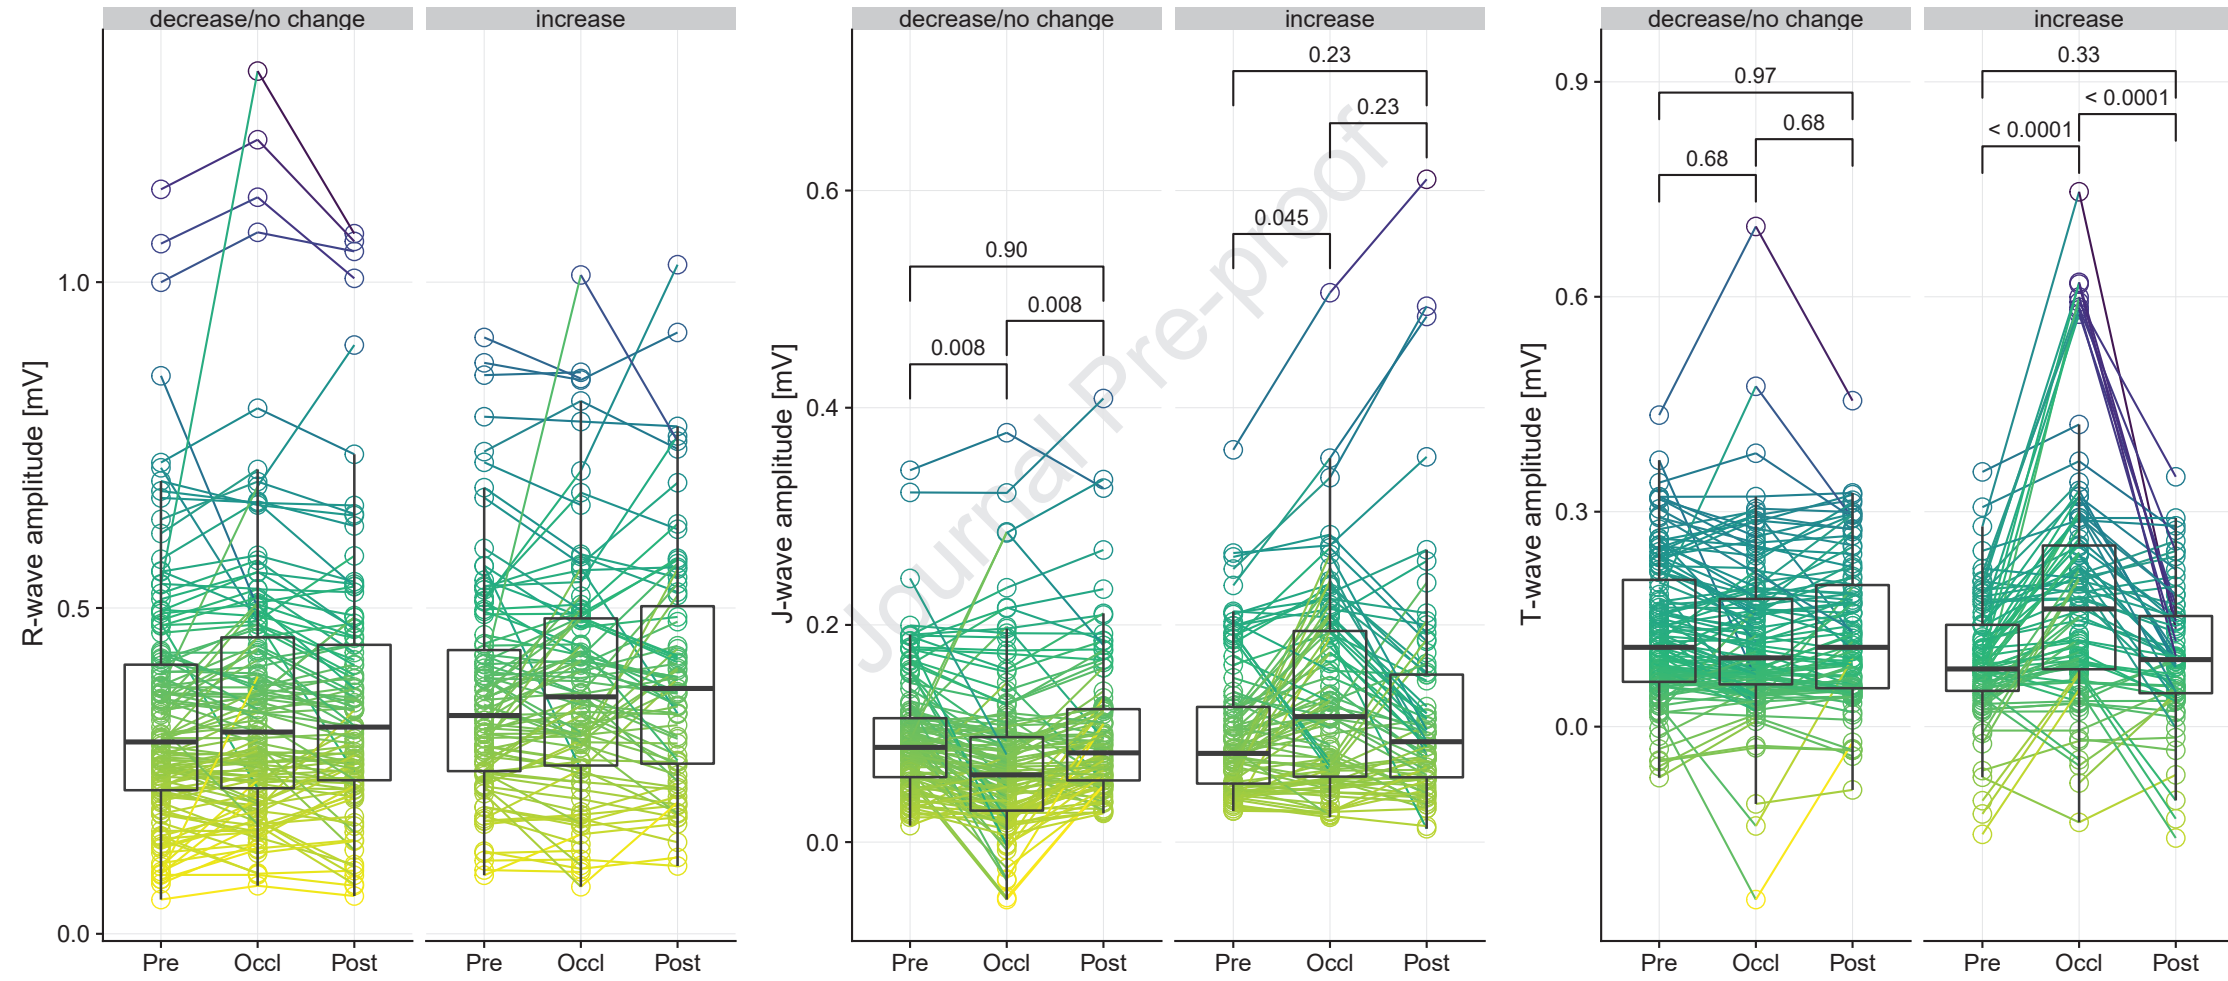 decrease/no change
increase
R-wave amplitude [mV]
1.0
0.5
0.0
Pre
Occl
Post
Pre
Occl
Post
decrease/no change
increase
J-wave amplitude [mV]
0.6
0.4
0.2
0.0
0.90
0.008
0.008
0.23
0.23
0.045
Pre
Occl
Post
Pre
Occl
Post
decrease/no change
increase
T-wave amplitude [mV]
0.9
0.6
0.3
0.0
0.97
0.68
0.68
0.33
< 0.0001
< 0.0001
Pre
Occl
Post
Pre
Occl
Post
Journal Pre-proof